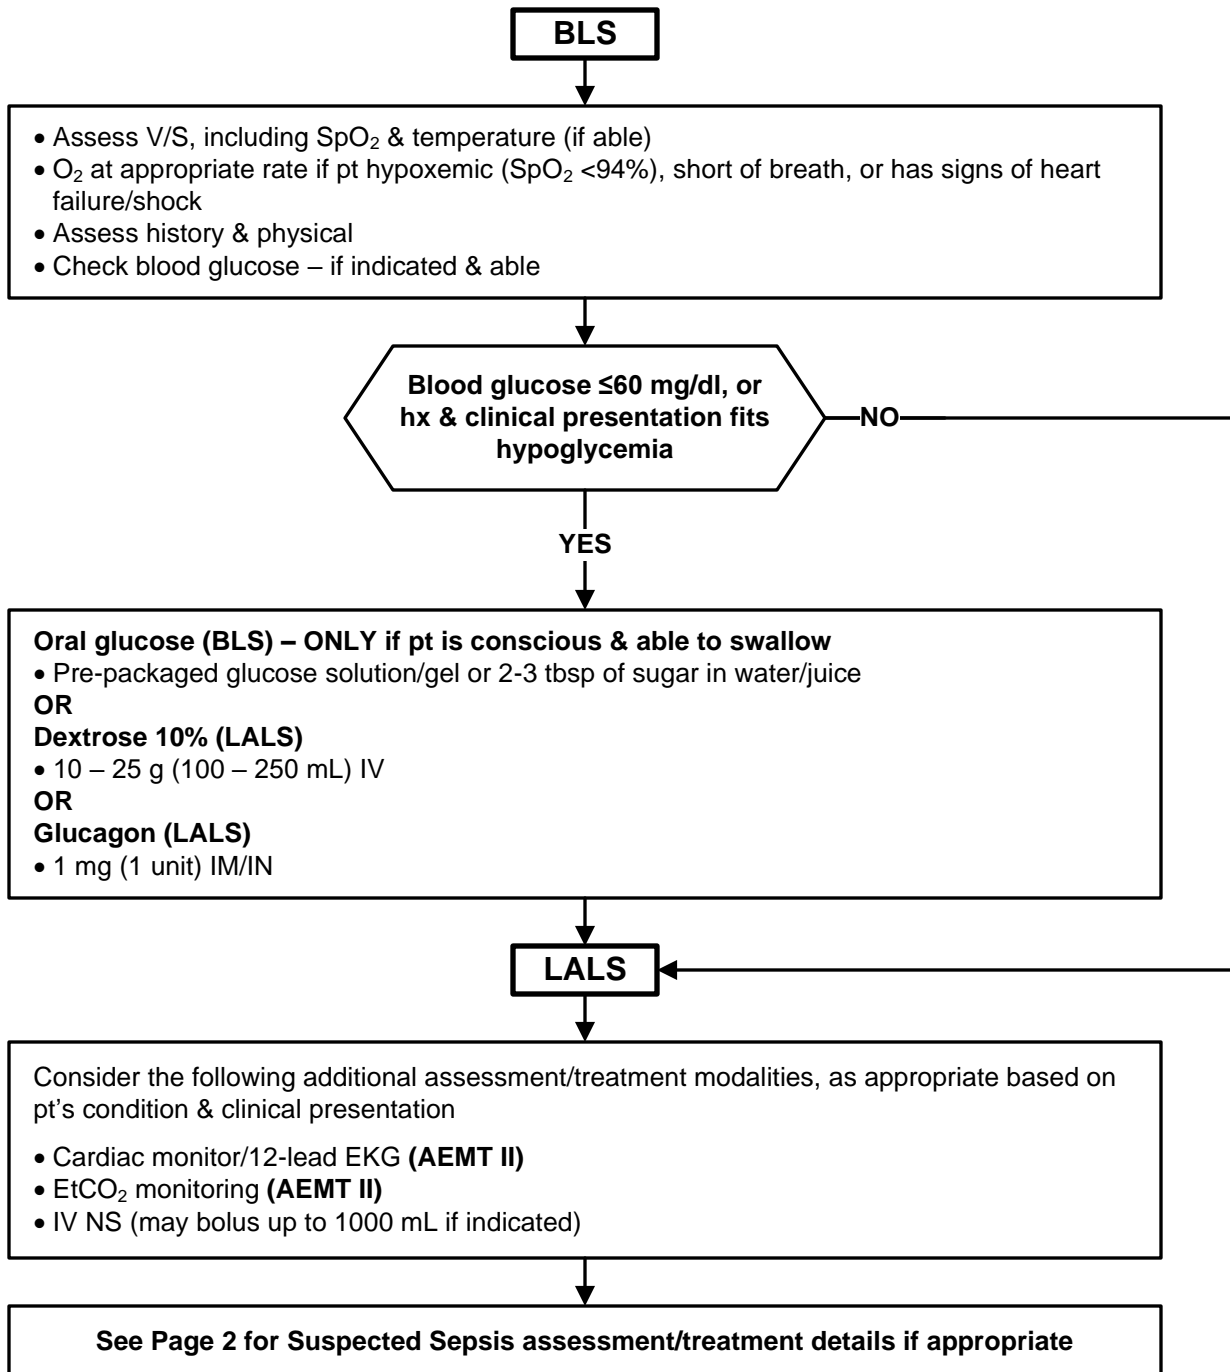 BLS
• Assess V/S, including SpO₂ & temperature (if able)
• O₂ at appropriate rate if pt hypoxemic (SpO₂ <94%), short of breath, or has signs of heart
failure/shock
• Assess history & physical
• Check blood glucose – if indicated & able
Blood glucose ≤60 mg/dl, or
hx & clinical presentation fits
hypoglycemia
NO
YES
Oral glucose (BLS) – ONLY if pt is conscious & able to swallow
• Pre-packaged glucose solution/gel or 2-3 tbsp of sugar in water/juice
OR
Dextrose 10% (LALS)
• 10 – 25 g (100 – 250 mL) IV
OR
Glucagon (LALS)
• 1 mg (1 unit) IM/IN
LALS
Consider the following additional assessment/treatment modalities, as appropriate based on
pt’s condition & clinical presentation
• Cardiac monitor/12-lead EKG (AEMT II)
• EtCO₂ monitoring (AEMT II)
• IV NS (may bolus up to 1000 mL if indicated)
See Page 2 for Suspected Sepsis assessment/treatment details if appropriate